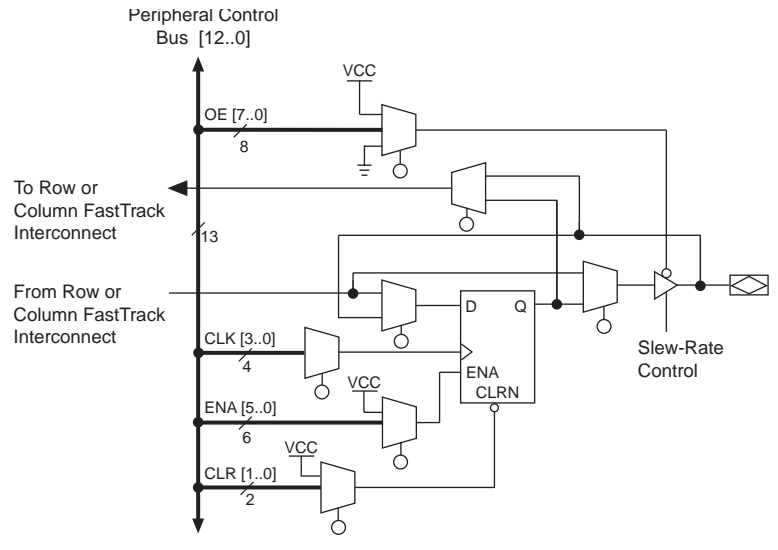 Peripheral Control
Bus [12..0]
VCC
OE [7..0]
8
To Row or
Column FastTrack
Interconnect
13
From Row or
Column FastTrack
Interconnect
D
Q
CLK [3..0]
4
ENA
CLRN
Slew-Rate
Control
VCC
ENA [5..0]
6
VCC
CLR [1..0]
2